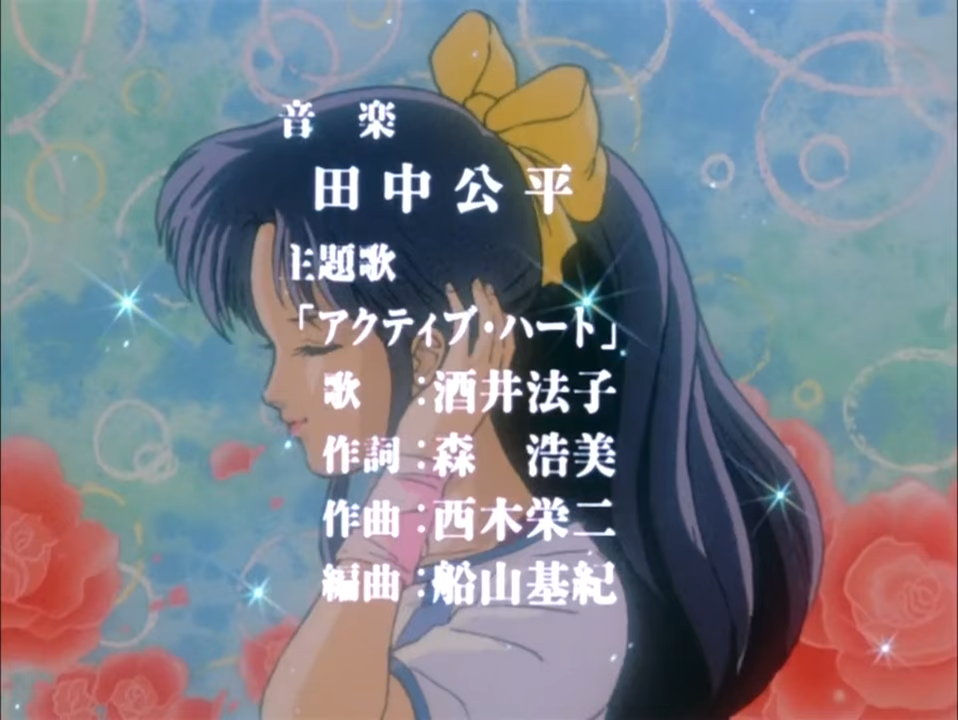 音　楽
田中公平
主題歌
「アクティブ・ハート」
歌　：酒井法子
作詞：森　浩美
作曲：西木栄二
編曲：船山基紀